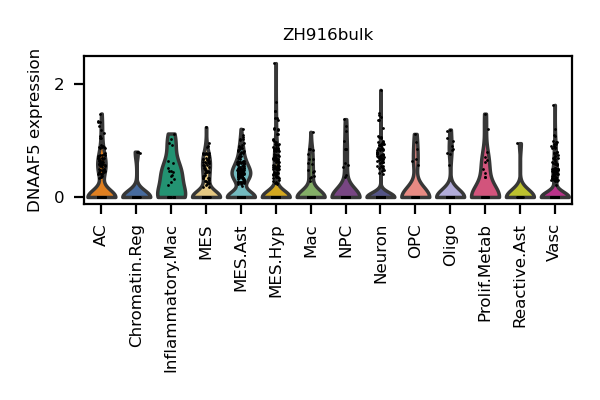 ZH916bulk
DNAAF5 expression
2
0
AC
Chromatin.Reg
Inflammatory.Mac
MES
MES.Ast
MES.Hyp
Mac
NPC
Neuron
OPC
Oligo
Prolif.Metab
Reactive.Ast
Vasc